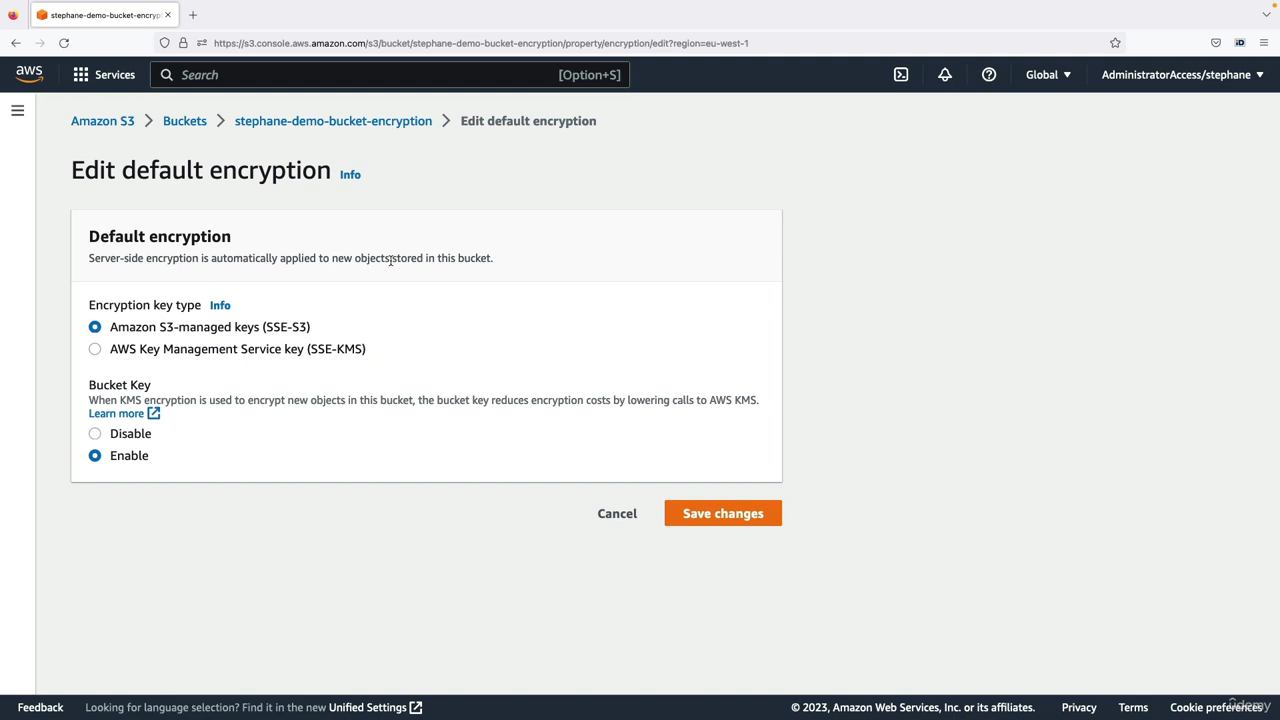 stephane-demo-bucket-encryp
https://s3.console.aws.amazon.com/s3/bucket/stephane-demo-bucket-encryption/property/encryption/edit?region=eu-west-1
aws Services Search [Option+S] Global AdministratorAccess/stephane
Amazon S3 Buckets stephane-demo-bucket-encryption Edit default encryption
Edit default encryption Info
Default encryption
Server-side encryption is automatically applied to new objects stored in this bucket.
Encryption key type Info
Amazon S3-managed keys (SSE-S3)
AWS Key Management Service key (SSE-KMS)
Bucket Key
When KMS encryption is used to encrypt new objects in this bucket, the bucket key reduces encryption costs by lowering calls to AWS KMS.
Learn more
Disable
Enable
Cancel Save changes
Feedback Looking for language selection? Find it in the new Unified Settings © 2023, Amazon Web Services, Inc. or its affiliates. Privacy Terms Cookie preferences
udemy